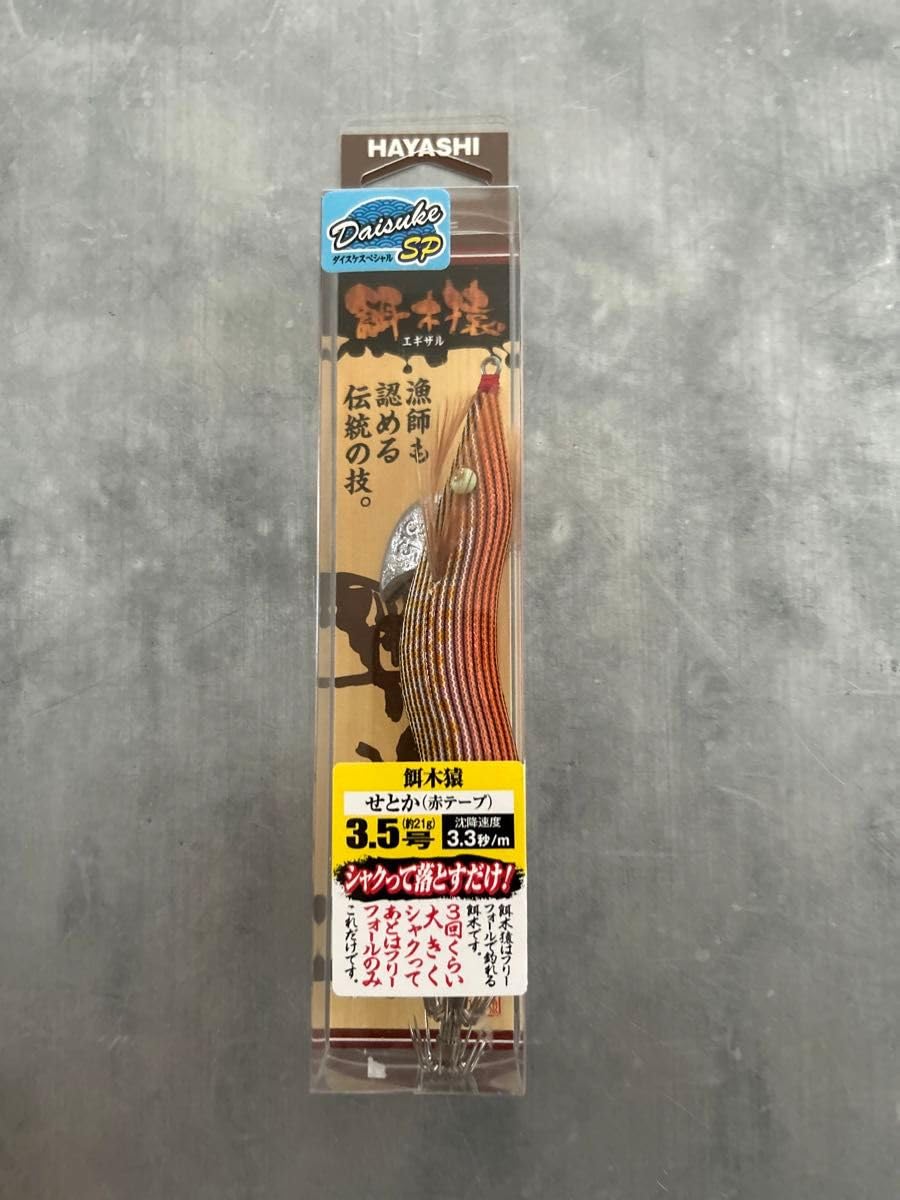 HAYASHI
Daisuke
SP
ダイスケスペシャル
餌木猿
エギザル
漁師も
認める
伝統の技。
餌木猿
せとか(赤テープ)
3.5号
(約21g)
沈降速度
3.3秒/m
シャクって落とすだけ!
餌木猿はフリー
フォールで釣れる
餌木です。
3回くらい
大きく
シャクって
あとはフリー
フォールのみ
これだけです。